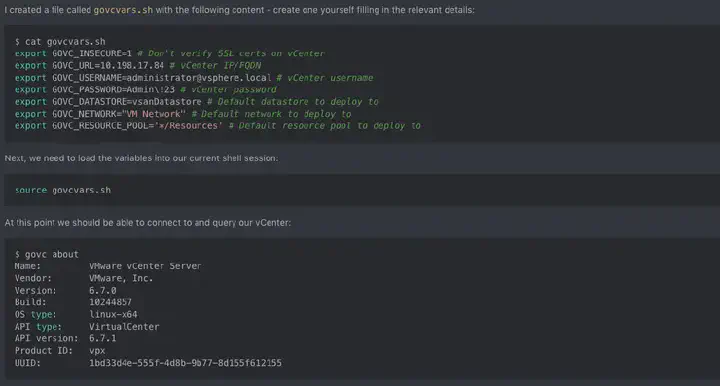 I created a file called govcvars.sh with the following content - create one yourself filling in the relevant details:
$ cat govcvars.sh
export GOVC_INSECURE=1 # Don't verify SSL certs on vCenter
export GOVC_URL=10.198.17.84 # vCenter IP/FQDN
export GOVC_USERNAME=administrator@vsphere.local # vCenter username
export GOVC_PASSWORD=Admin\!23 # vCenter password
export GOVC_DATASTORE=vsanDatastore # Default datastore to deploy to
export GOVC_NETWORK="VM Network" # Default network to deploy to
export GOVC_RESOURCE_POOL='*/Resources' # Default resource pool to deploy to
Next, we need to load the variables into our current shell session:
source govcvars.sh
At this point we should be able to connect to and query our vCenter:
$ govc about
Name: VMware vCenter Server
Vendor: VMware, Inc.
Version: 6.7.0
Build: 10244857
OS type: linux-x64
API type: VirtualCenter
API version: 6.7.1
Product ID: vpx
UUID: 1bd33d4e-555f-4d8b-9b77-8d155f612155